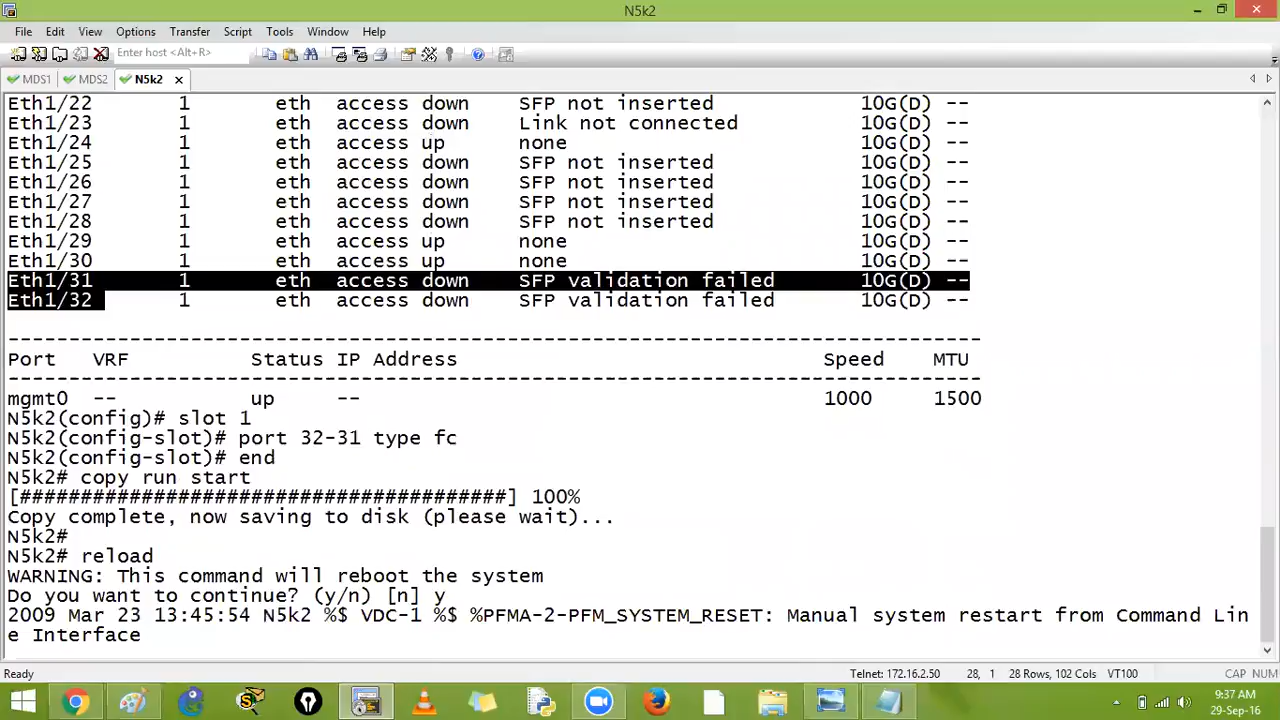 N5k2
File Edit View Options Transfer Script Tools Window Help
Enter host <Alt+R>
MDS1 MDS2 N5k2
Eth1/22 1 eth access down SFP not inserted 10G(D) --
Eth1/23 1 eth access down Link not connected 10G(D) --
Eth1/24 1 eth access up none 10G(D) --
Eth1/25 1 eth access down SFP not inserted 10G(D) --
Eth1/26 1 eth access down SFP not inserted 10G(D) --
Eth1/27 1 eth access down SFP not inserted 10G(D) --
Eth1/28 1 eth access down SFP not inserted 10G(D) --
Eth1/29 1 eth access up none 10G(D) --
Eth1/30 1 eth access up none 10G(D) --
Eth1/31 1 eth access down SFP validation failed 10G(D) --
Eth1/32 1 eth access down SFP validation failed 10G(D) --
--------------------------------------------------------------------------------
Port VRF Status IP Address Speed MTU
--------------------------------------------------------------------------------
mgmt0 -- up -- 1000 1500
N5k2(config)# slot 1
N5k2(config-slot)# port 32-31 type fc
N5k2(config-slot)# end
N5k2# copy run start
[########################################] 100%
Copy complete, now saving to disk (please wait)...
N5k2#
N5k2# reload
WARNING: This command will reboot the system
Do you want to continue? (y/n) [n] y
2009 Mar 23 13:45:54 N5k2 %$ VDC-1 %$ %PFMA-2-PFM_SYSTEM_RESET: Manual system restart from Command Lin
e Interface
Ready Telnet: 172.16.2.50 28, 1 28 Rows, 102 Cols VT100 CAP NUM
9:37 AM
29-Sep-16